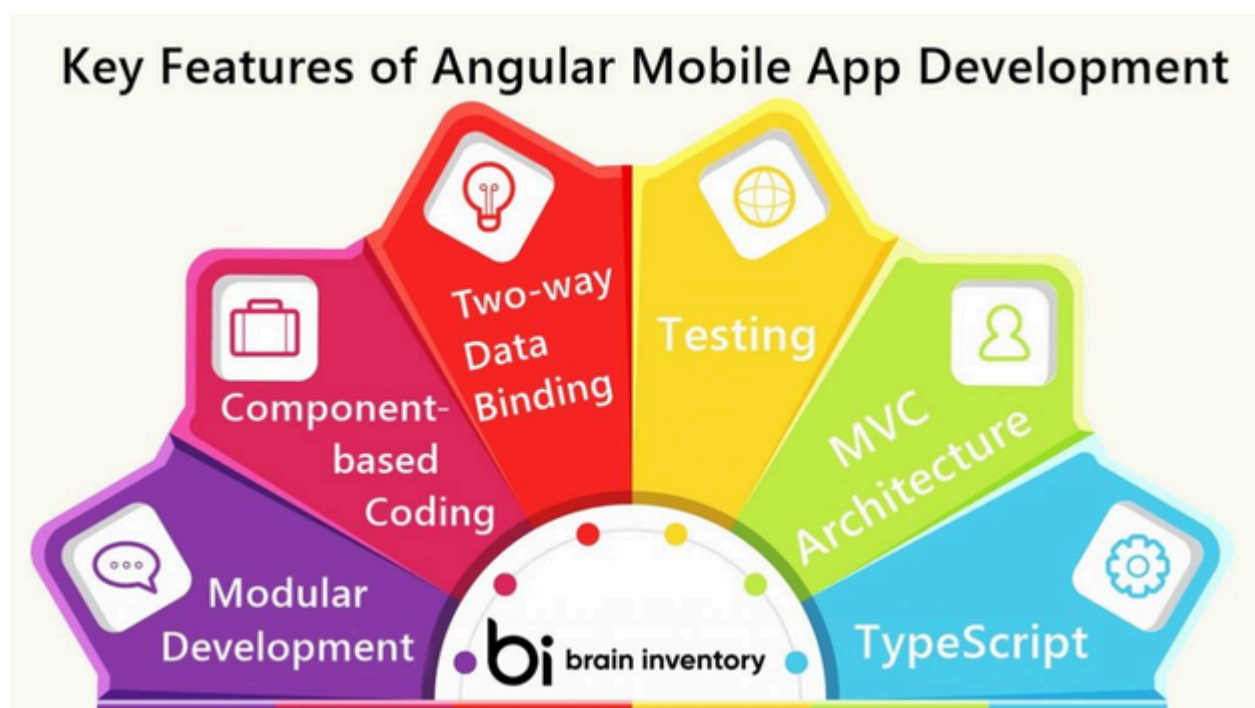 Key Features of Angular Mobile App Development
Modular
Development
Component-
based
Coding
Two-way
Data
Binding
Testing
MVC
Architecture
TypeScript
bi brain inventory